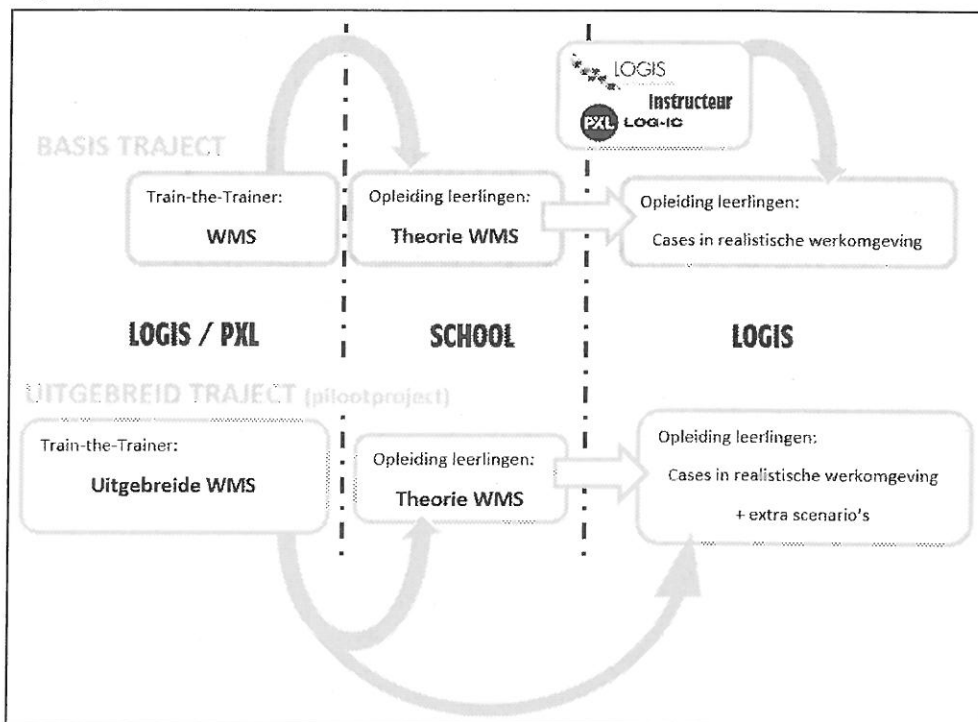 LOGIS
Instructeur
PXL LOG-IC
BASIS TRAJECT
Train-the-Trainer:
WMS
Opleiding leerlingen:
Theorie WMS
Opleiding leerlingen:
Cases in realistische werkomgeving
LOGIS / PXL
SCHOOL
LOGIS
UITGEBREID TRAJECT (pilootproject)
Train-the-Trainer:
Uitgebreide WMS
Opleiding leerlingen:
Theorie WMS
Opleiding leerlingen:
Cases in realistische werkomgeving
+ extra scenario's